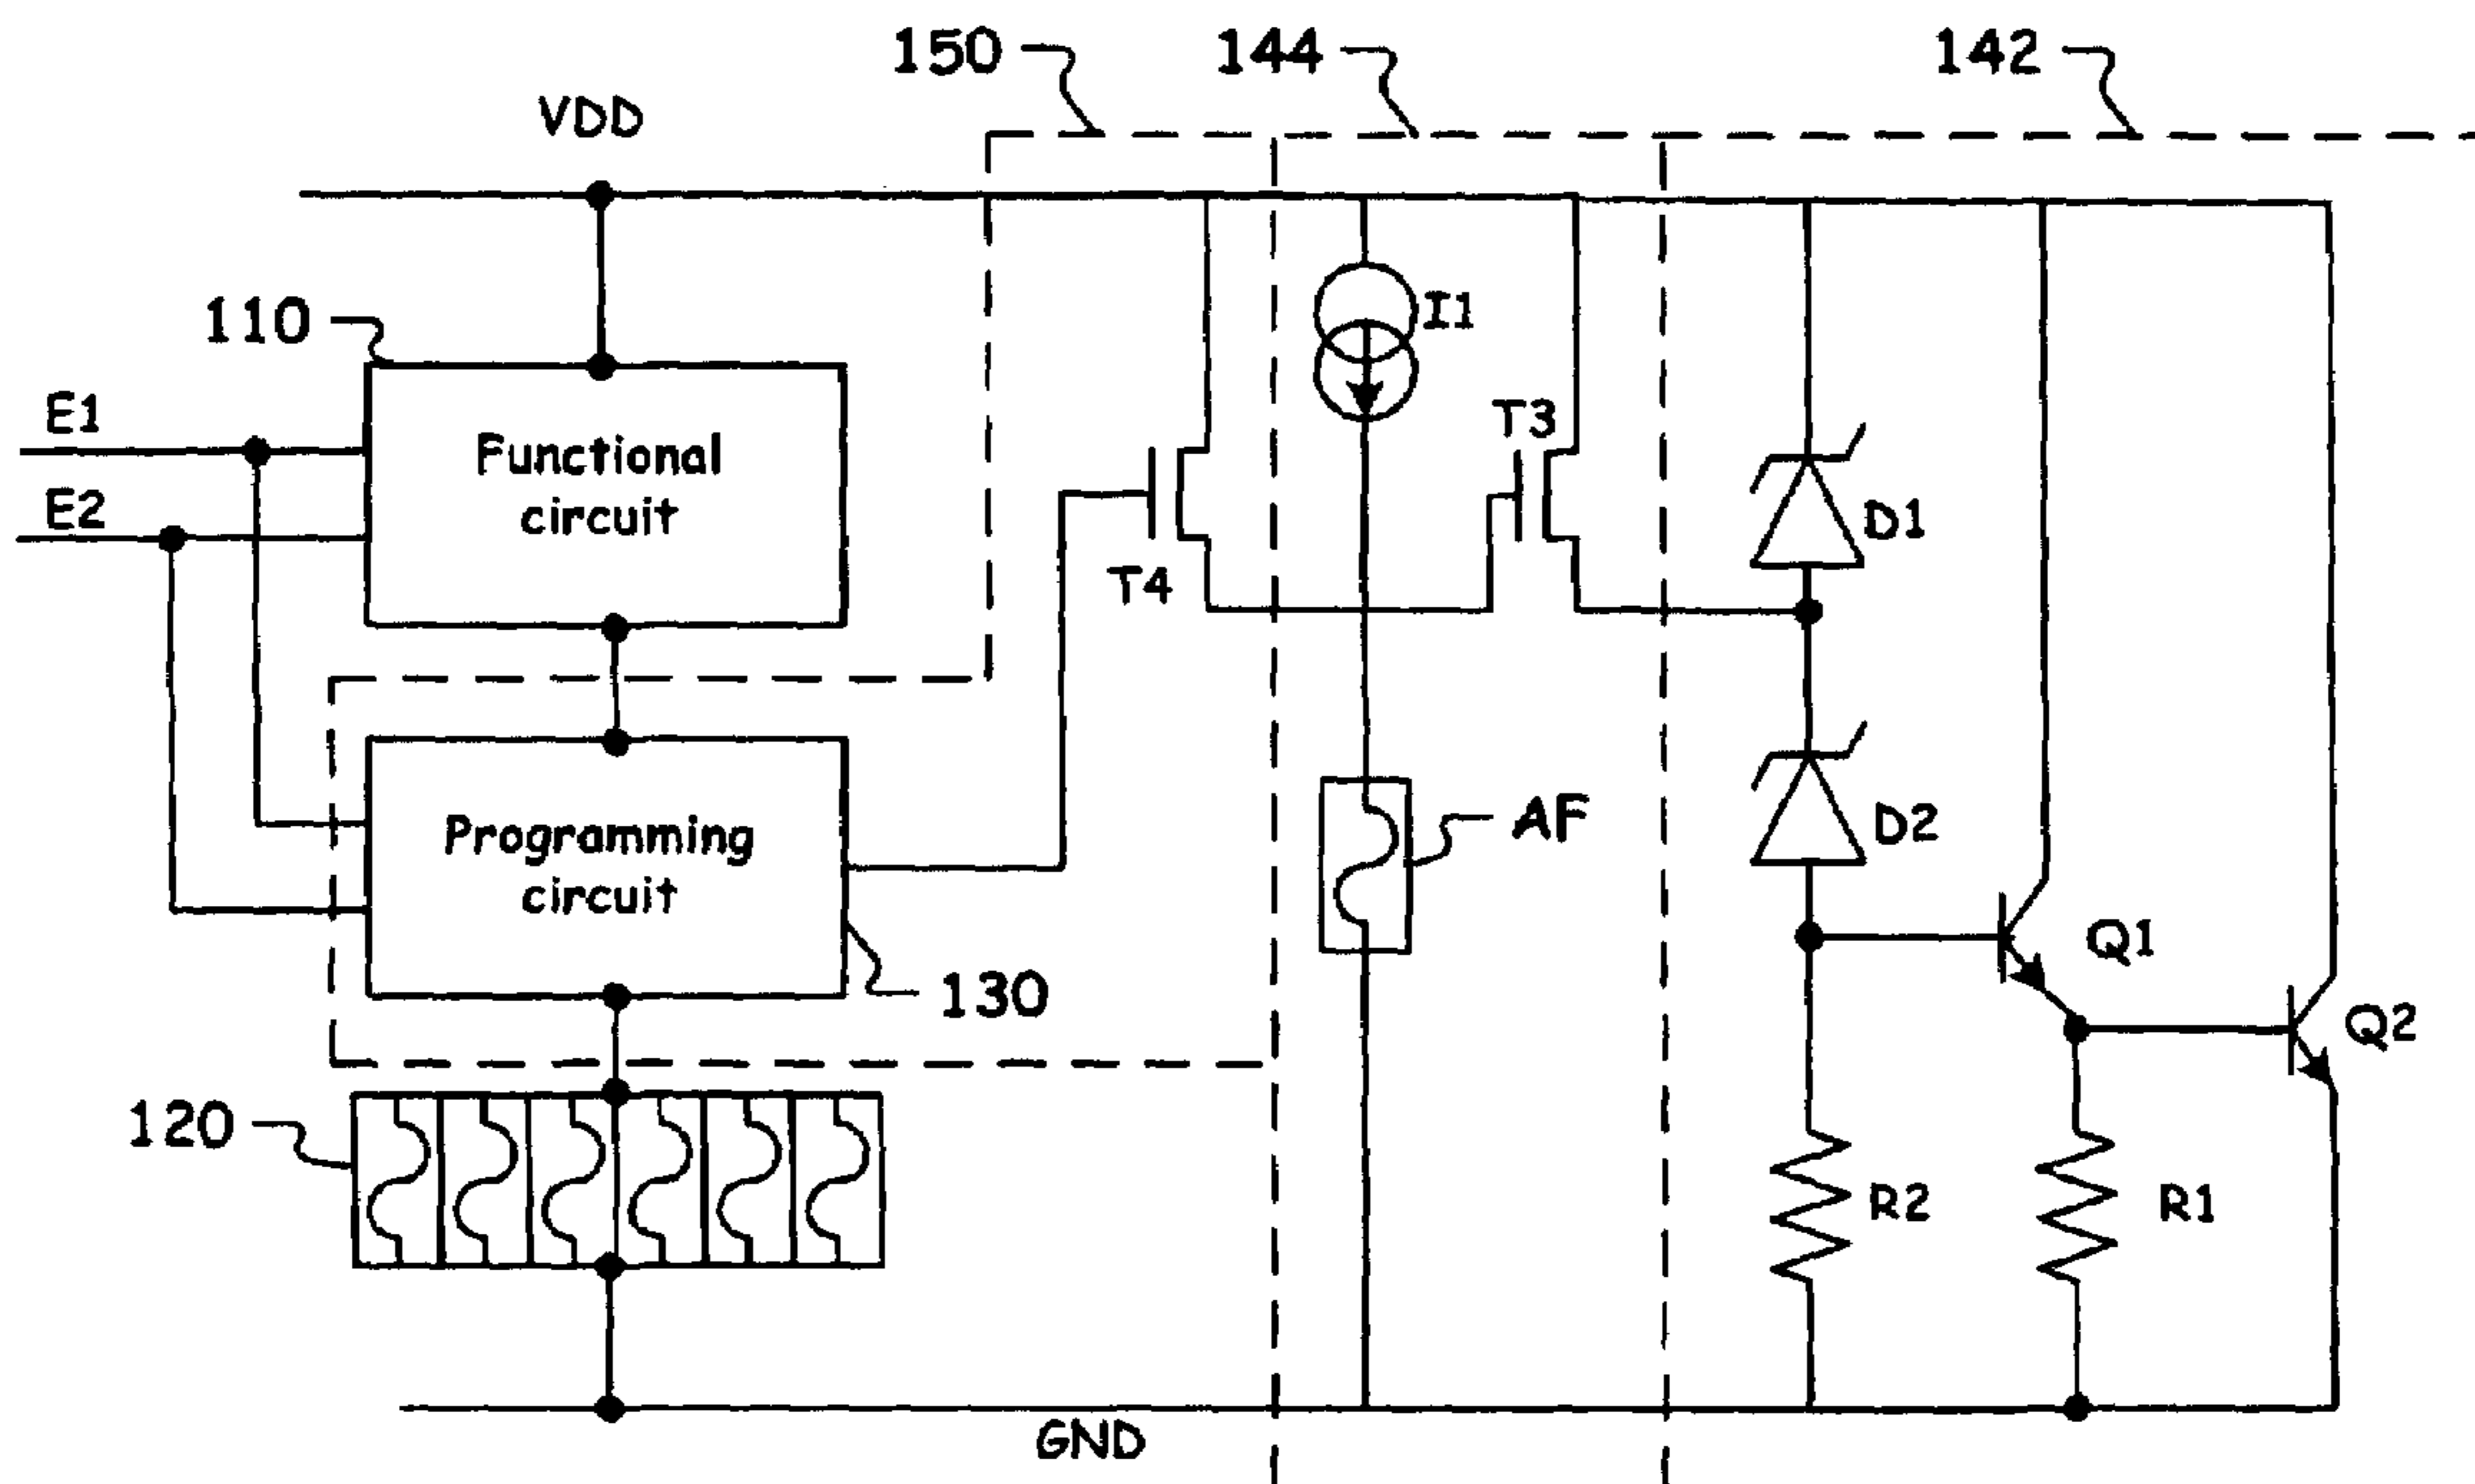 150
144
142
VDD
110
I1
E1
Functional
circuit
T3
E2
D1
T4
Programming
circuit
AF
D2
130
Q1
Q2
120
R2
R1
GND